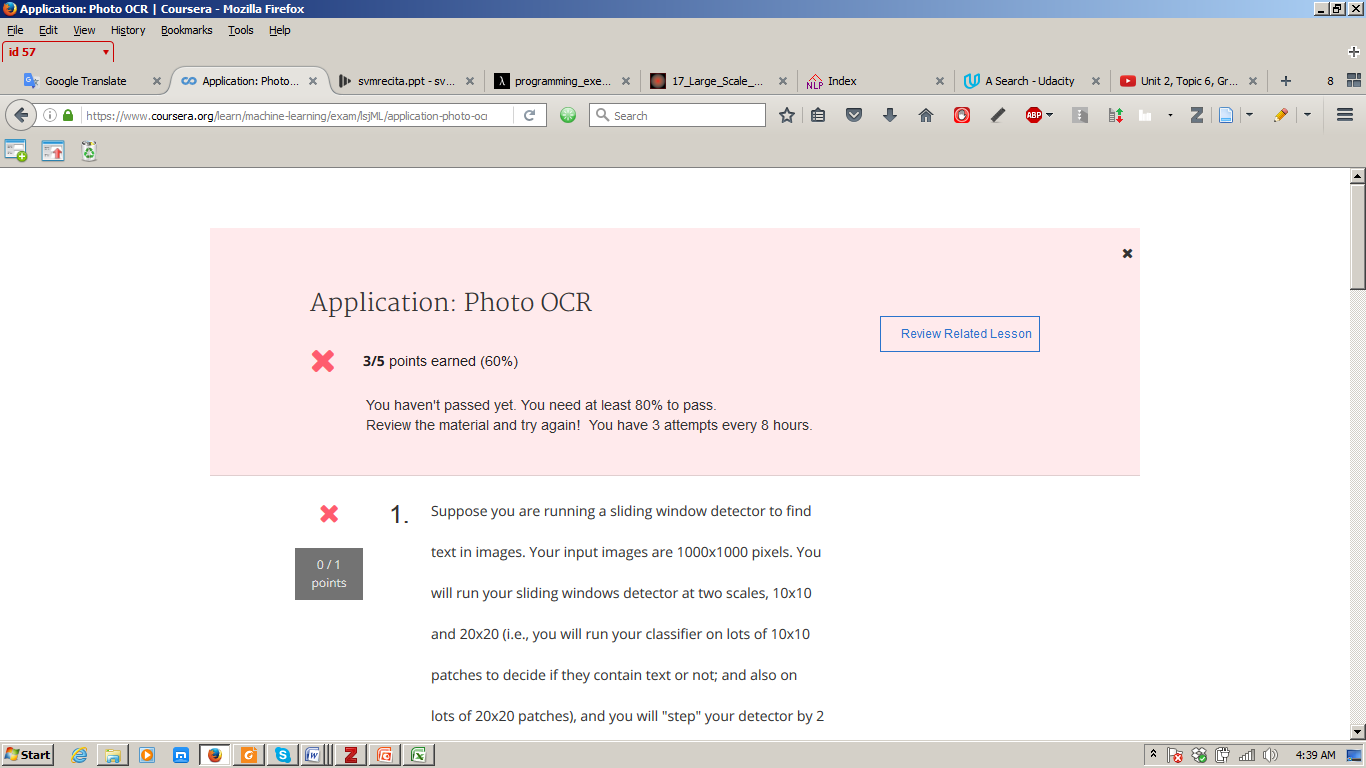 Application: Photo OCR | Coursera - Mozilla Firefox
File Edit View History Bookmarks Tools Help
id 57
Google Translate
Application: Photo...
svmrecita.ppt - sv...
programming_exe...
17_Large_Scale_...
NLP Index
A Search - Udacity
Unit 2, Topic 6, Gr...
8
https://www.coursera.org/learn/machine-learning/exam/lsjML/application-photo-ocr
Search
ABP
Application: Photo OCR
Review Related Lesson
3/5 points earned (60%)
You haven't passed yet. You need at least 80% to pass.
Review the material and try again! You have 3 attempts every 8 hours.
0 / 1
points
1.
Suppose you are running a sliding window detector to find
text in images. Your input images are 1000x1000 pixels. You
will run your sliding windows detector at two scales, 10x10
and 20x20 (i.e., you will run your classifier on lots of 10x10
patches to decide if they contain text or not; and also on
lots of 20x20 patches), and you will "step" your detector by 2
Start
4:39 AM